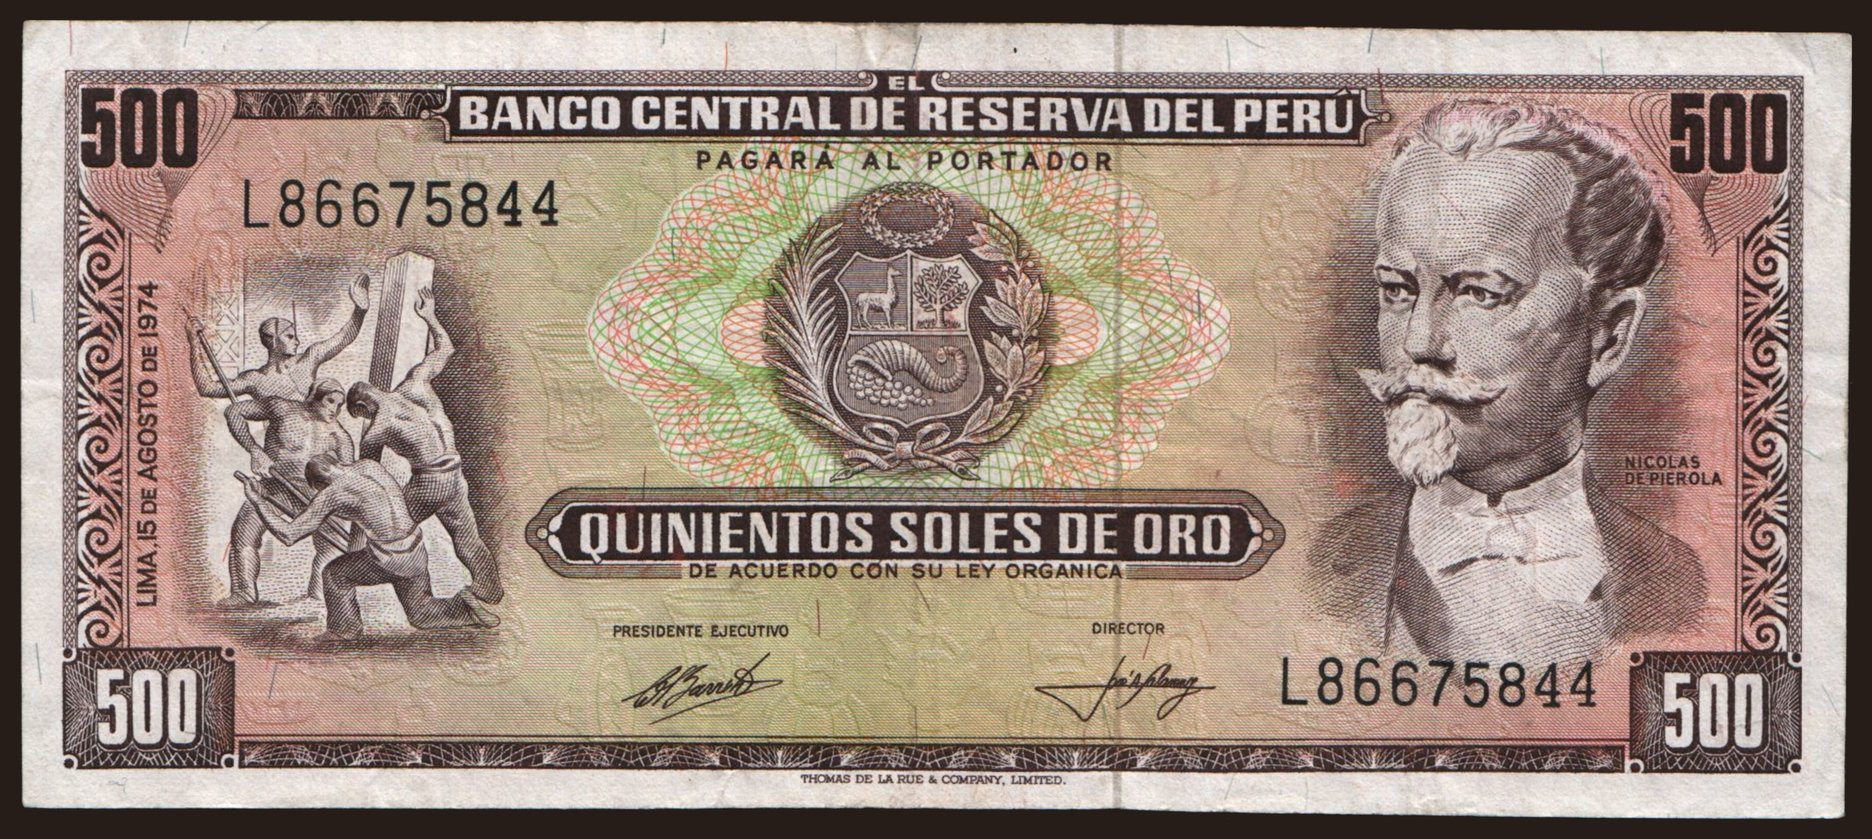 EL
500 BANCO CENTRAL DE RESERVA DEL PERÚ 500
PAGARÁ AL PORTADOR
L86675844
LIMA, 15 DE AGOSTO DE 1974
NICOLAS
DE PIEROLA
QUINIENTOS SOLES DE ORO
DE ACUERDO CON SU LEY ORGANICA
PRESIDENTE EJECUTIVO
DIRECTOR
L86675844
500
500
THOMAS DE LA RUE & COMPANY, LIMITED.